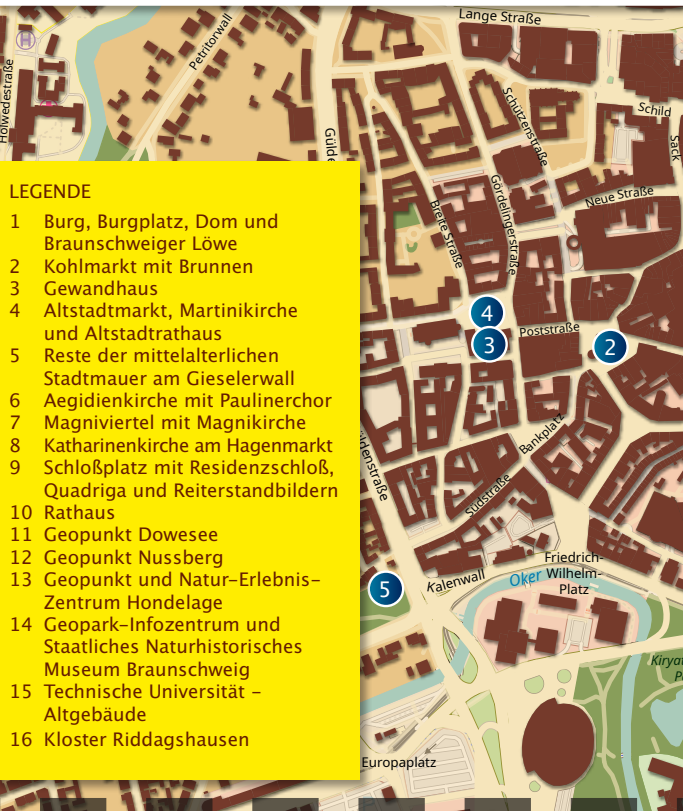 Lange Straße
H
Petritorwall
Schild
Schützenstraße
Sack
Gülde
LEGENDE
1 Burg, Burgplatz, Dom und
Braunschweiger Löwe
2 Kohlmarkt mit Brunnen
3 Gewandhaus
4 Altstadtmarkt, Martinikirche
und Altstadtrathaus
5 Reste der mittelalterlichen
Stadtmauer am Gieselerwall
6 Aegidienkirche mit Paulinerchor
7 Magniviertel mit Magnikirche
8 Katharinenkirche am Hagenmarkt
9 Schloßplatz mit Residenzschloß,
Quadriga und Reiterstandbildern
10 Rathaus
11 Geopunkt Dowesee
12 Geopunkt Nussberg
13 Geopunkt und Natur-Erlebnis-
Zentrum Hondelage
14 Geopark-Infozentrum und
Staatliches Naturhistorisches
Museum Braunschweig
15 Technische Universität –
Altgebäude
16 Kloster Riddagshausen
Neue Straße
Gördelingerstraße
Breite Straße
4
3
Poststraße
2
Bankplatz
Südstraße
ldenstraße
5
Kalenwall
Oker
Friedrich-
Wilhelm-
Platz
Kiryat
P
Europaplatz